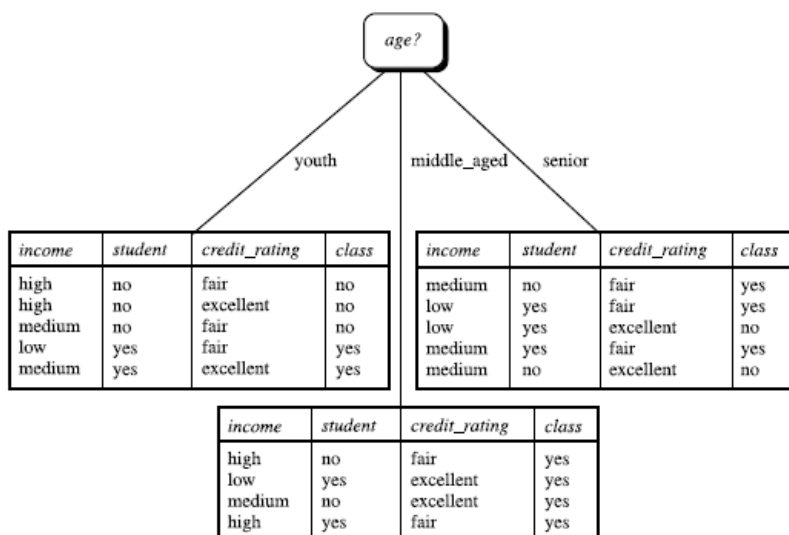 age?
youth
middle_aged
senior
income student credit_rating class
high no fair no
high no excellent no
medium no fair no
low yes fair yes
medium yes excellent yes
income student credit_rating class
medium no fair yes
low yes fair yes
low yes excellent no
medium yes fair yes
medium no excellent no
income student credit_rating class
high no fair yes
low yes excellent yes
medium no excellent yes
high yes fair yes